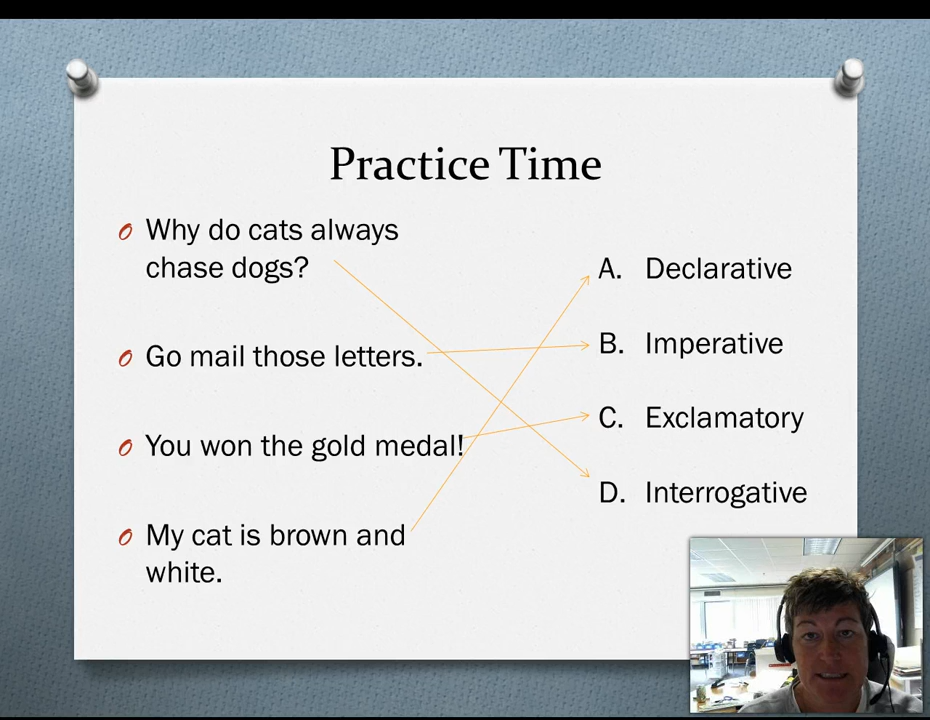 Practice Time
Why do cats always
chase dogs?
Go mail those letters.
You won the gold medal!
My cat is brown and
white.
A. Declarative
B. Imperative
C. Exclamatory
D. Interrogative